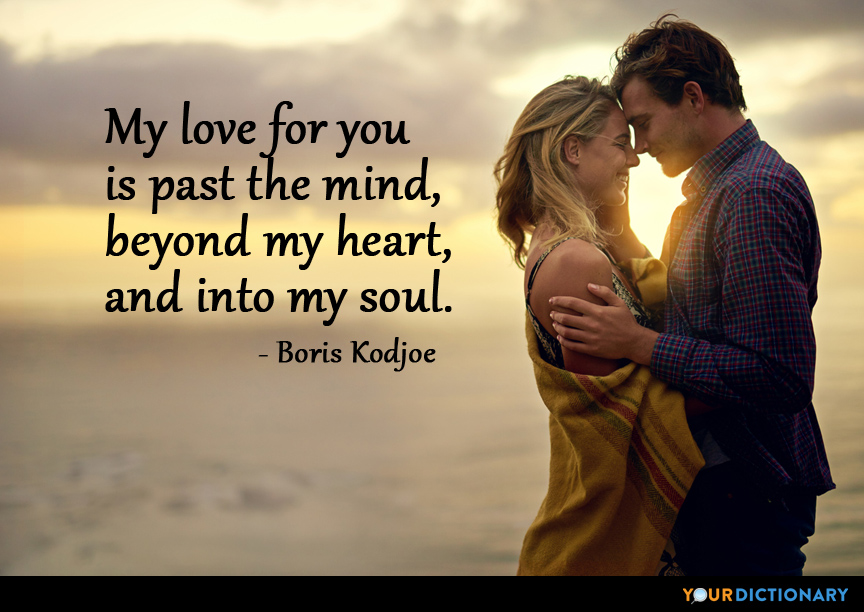 My love for you
is past the mind,
beyond my heart,
and into my soul.
- Boris Kodjoe
YOURDICTIONARY